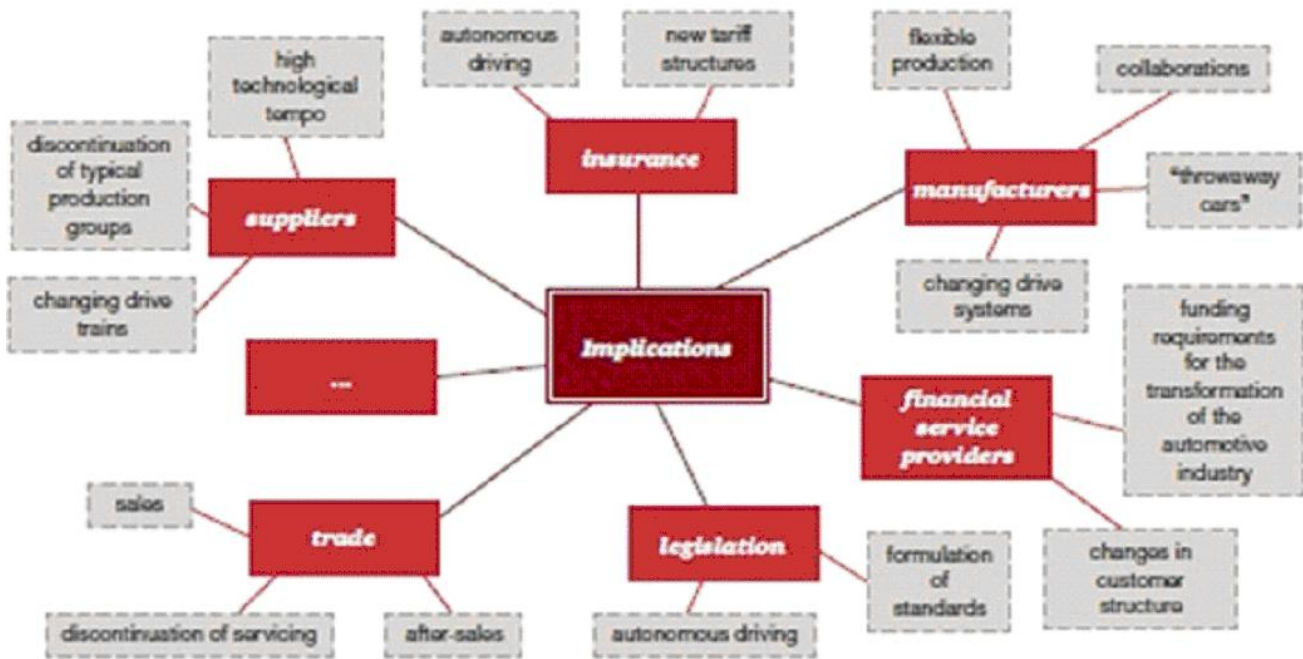 autonomous
driving
new tariff
structures
flexible
production
collaborations
high
technological
tempo
insurance
manufacturers
"throwaway
cars"
discontinuation
of typical
production
groups
suppliers
changing drive
trains
changing drive
systems
Implications
...
funding
requirements
for the
transformation
of the
automotive
industry
financial
service
providers
sales
trade
legislation
formulation
of
standards
changes in
customer
structure
discontinuation of servicing
after-sales
autonomous driving